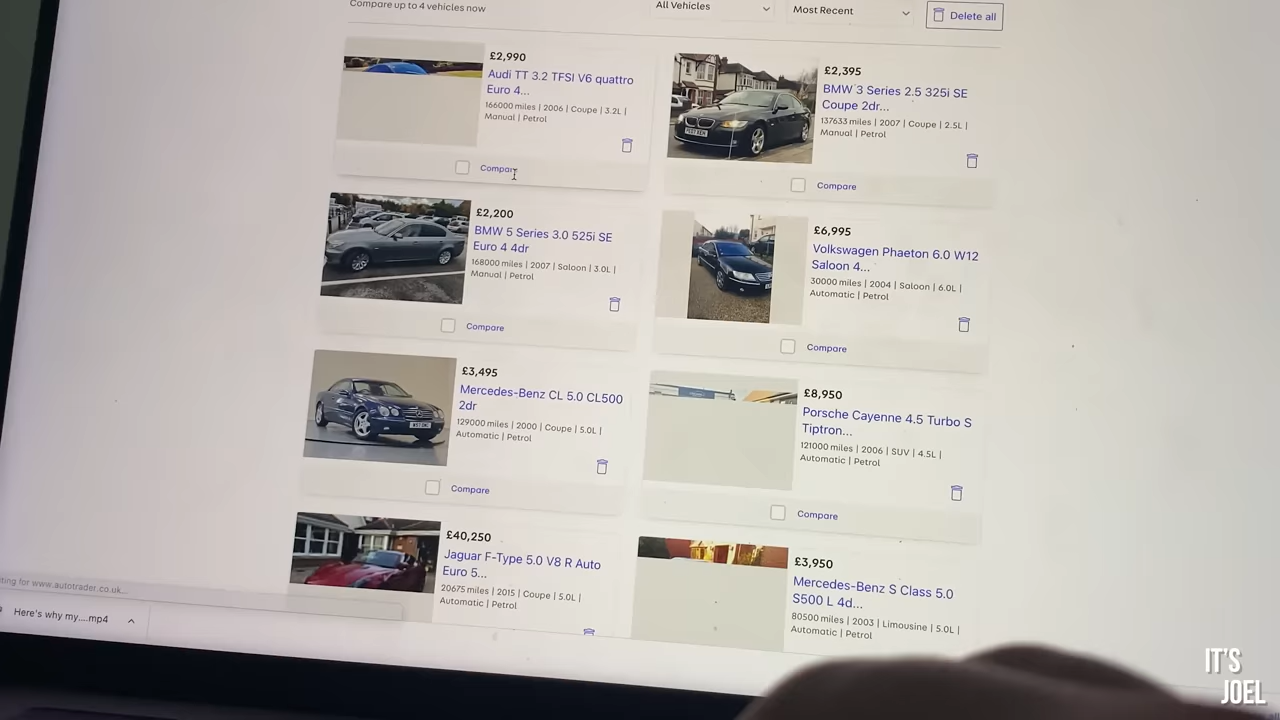 Compare up to 4 vehicles now
All Vehicles
Most Recent
Delete all
£2,990
Audi TT 3.2 TFSI V6 quattro
Euro 4...
166000 miles | 2006 | Coupe | 3.2L |
Manual | Petrol
Compare
£2,395
BMW 3 Series 2.5 325i SE
Coupe 2dr...
137633 miles | 2007 | Coupe | 2.5L |
Manual | Petrol
Compare
£2,200
BMW 5 Series 3.0 525i SE
Euro 4 4dr
168000 miles | 2007 | Saloon | 3.0L |
Manual | Petrol
Compare
£6,995
Volkswagen Phaeton 6.0 W12
Saloon 4...
30000 miles | 2004 | Saloon | 6.0L |
Automatic | Petrol
Compare
£3,495
Mercedes-Benz CL 5.0 CL500
2dr
129000 miles | 2000 | Coupe | 5.0L |
Automatic | Petrol
Compare
£8,950
Porsche Cayenne 4.5 Turbo S
Tiptron...
121000 miles | 2006 | SUV | 4.5L |
Automatic | Petrol
Compare
£40,250
Jaguar F-Type 5.0 V8 R Auto
Euro 5...
20675 miles | 2015 | Coupe | 5.0L |
Automatic | Petrol
£3,950
Mercedes-Benz S Class 5.0
S500 L 4d...
80500 miles | 2003 | Limousine | 5.0L |
Automatic | Petrol
iting for www.autotrader.co.uk...
Here's why my....mp4
IT'S
JOEL